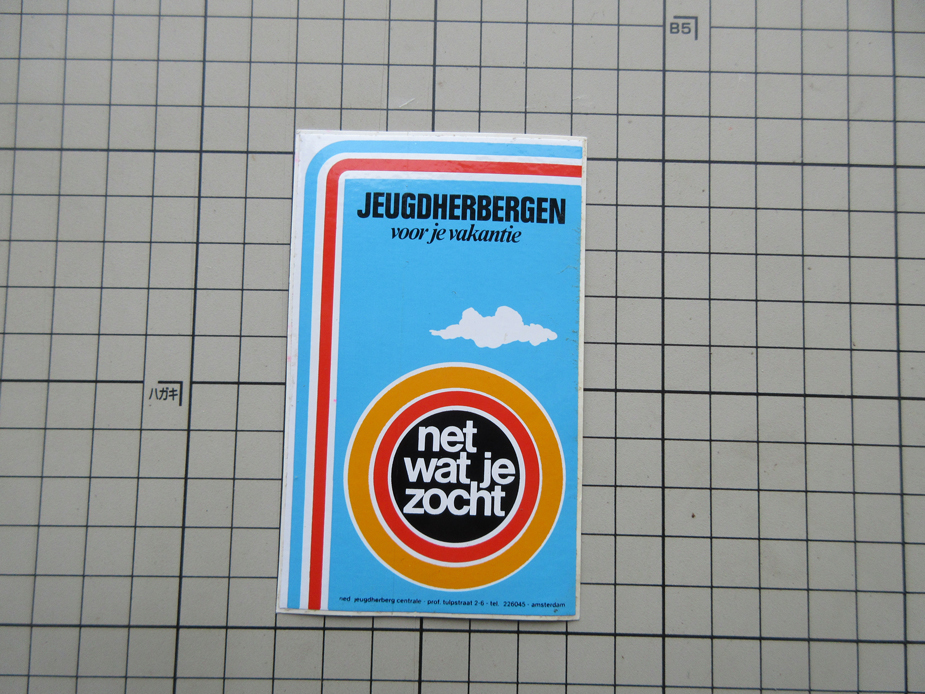 B5
JEUGDHERBERGEN
voor je vakantie
ハガキ
net
wat je
zocht
ned jeugdherberg centrale - prof. tulpstraat 2-6 - tel. 226045 - amsterdam